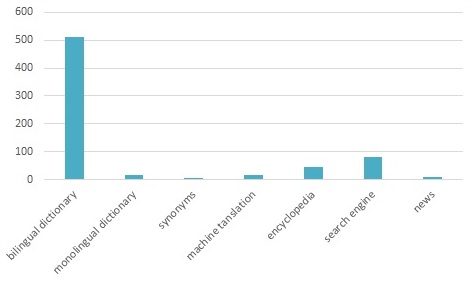 600
500
400
300
200
100
0
bilingual dictionary
monolingual dictionary
synonyms
machine tanslation
encyclopedia
search engine
news